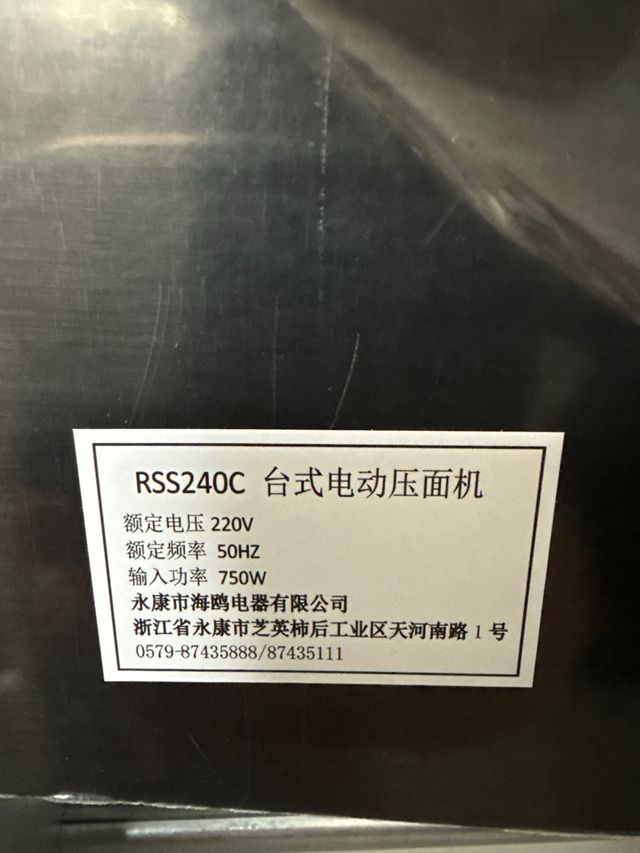 RSS240C 台式电动压面机
额定电压 220V
额定频率 50HZ
输入功率 750W
永康市海鸥电器有限公司
浙江省永康市芝英柿后工业区天河南路 1 号
0579-87435888/87435111